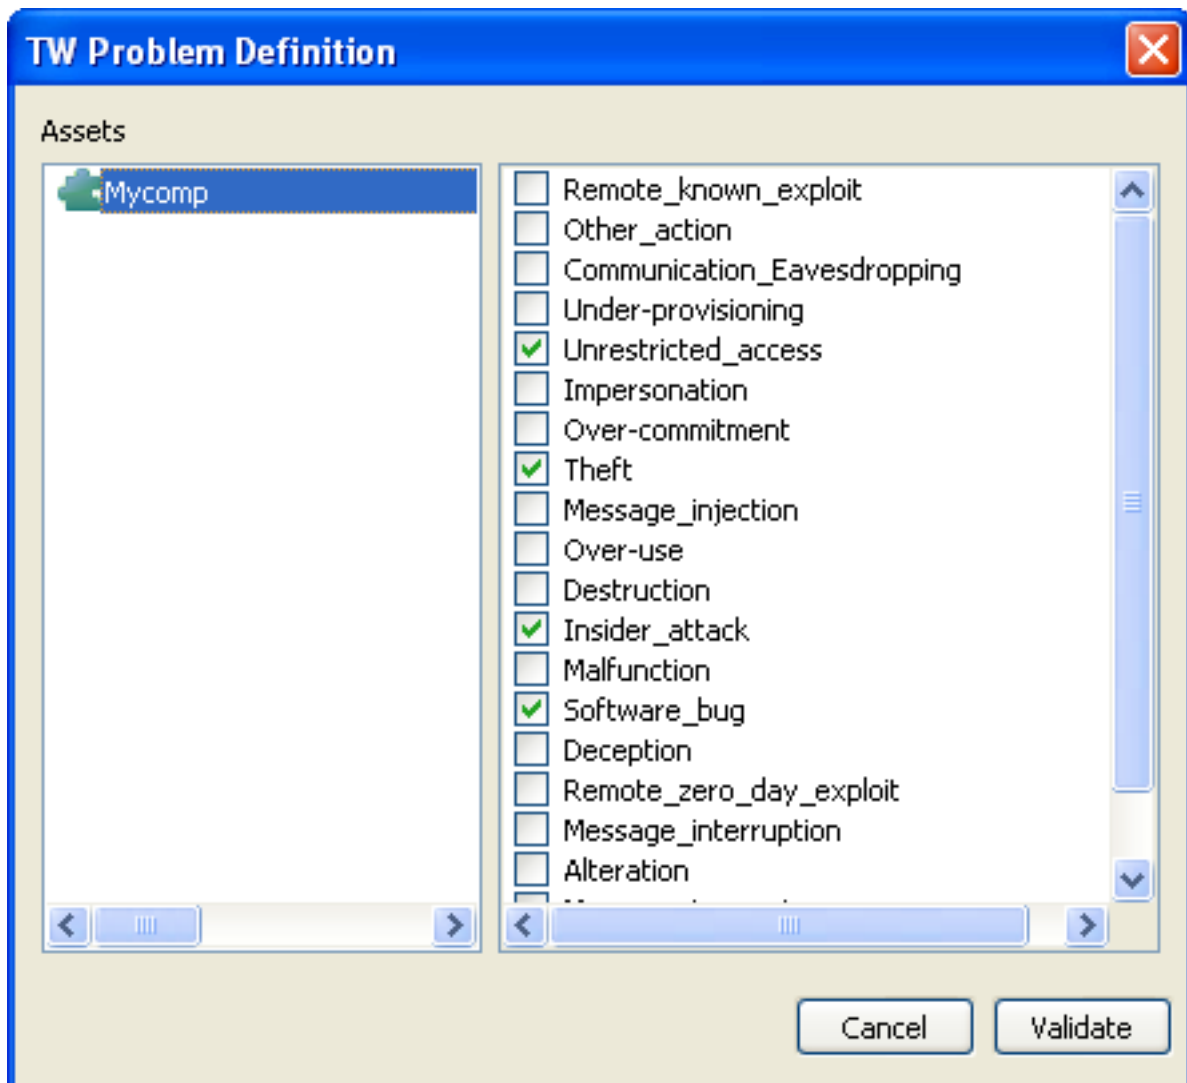 TW Problem Definition
Assets
Mycomp
Remote_known_exploit
Other_action
Communication_Eavesdropping
Under-provisioning
Unrestricted_access
Impersonation
Over-commitment
Theft
Message_injection
Over-use
Destruction
Insider_attack
Malfunction
Software_bug
Deception
Remote_zero_day_exploit
Message_interruption
Alteration
Cancel
Validate